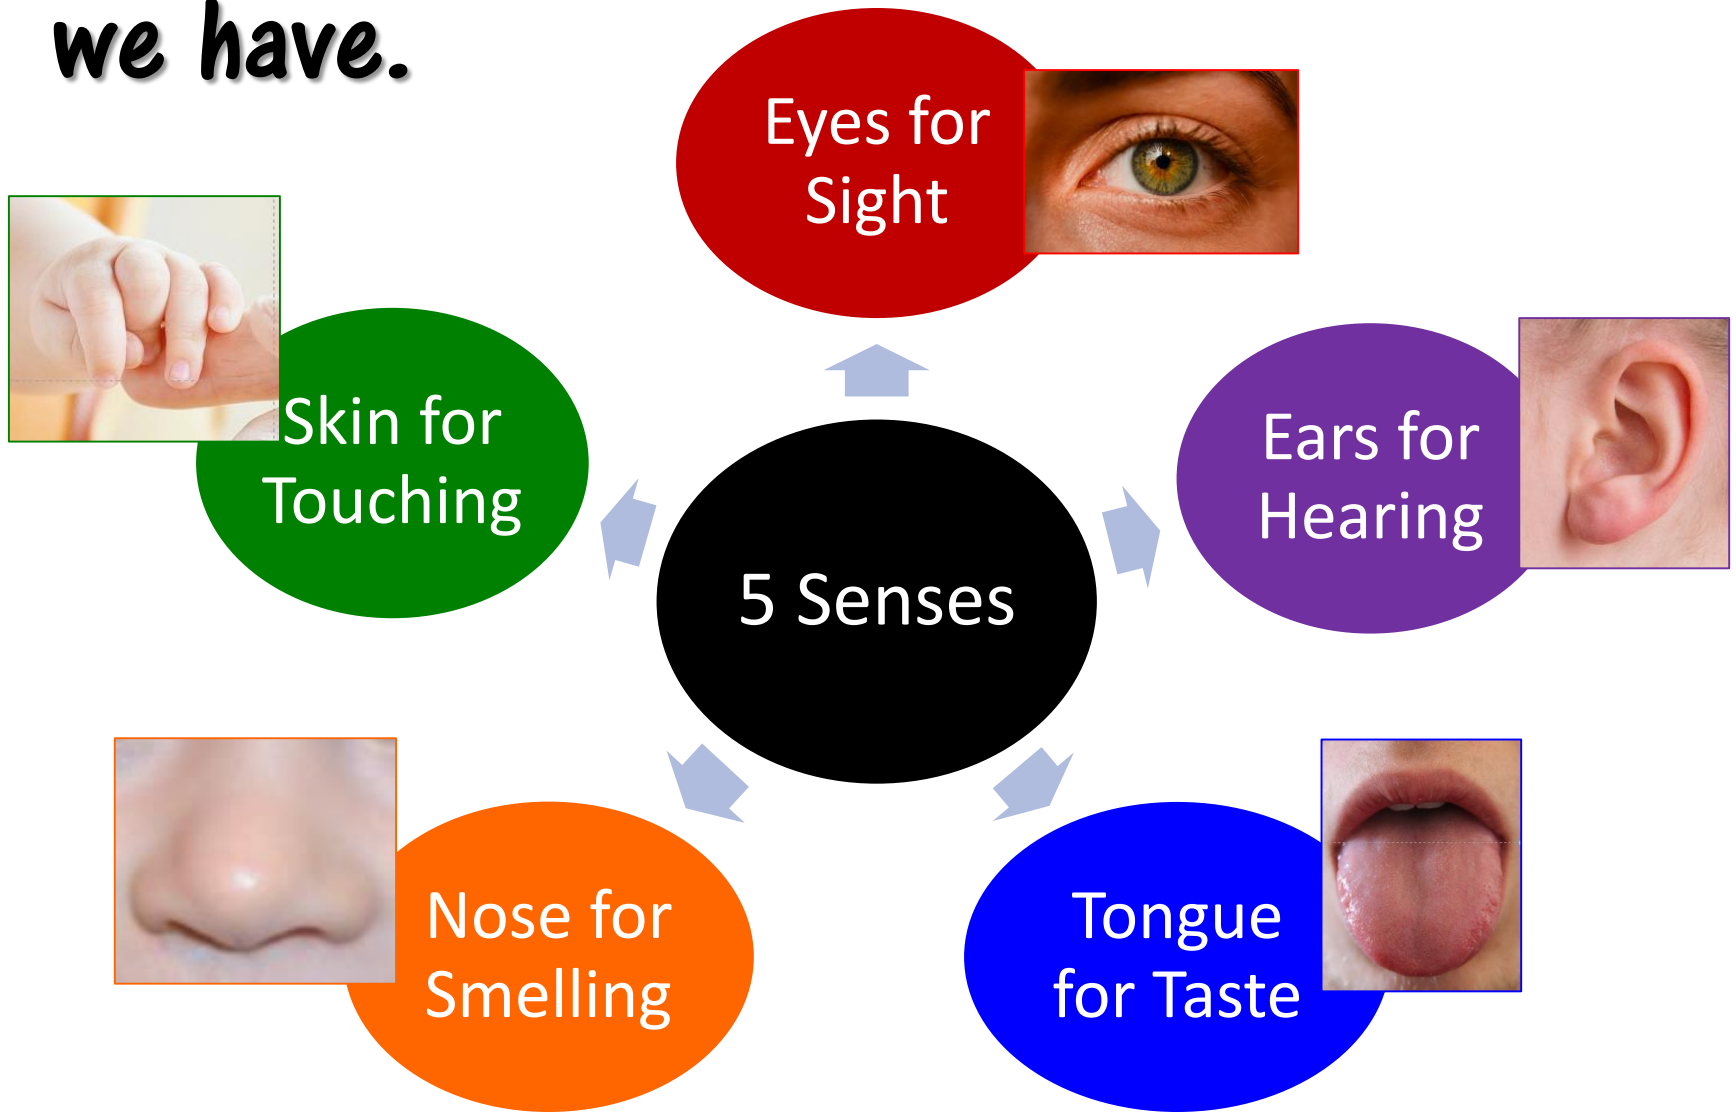 we have.
Eyes for
Sight
Skin for
Touching
Ears for
Hearing
5 Senses
Nose for
Smelling
Tongue
for Taste